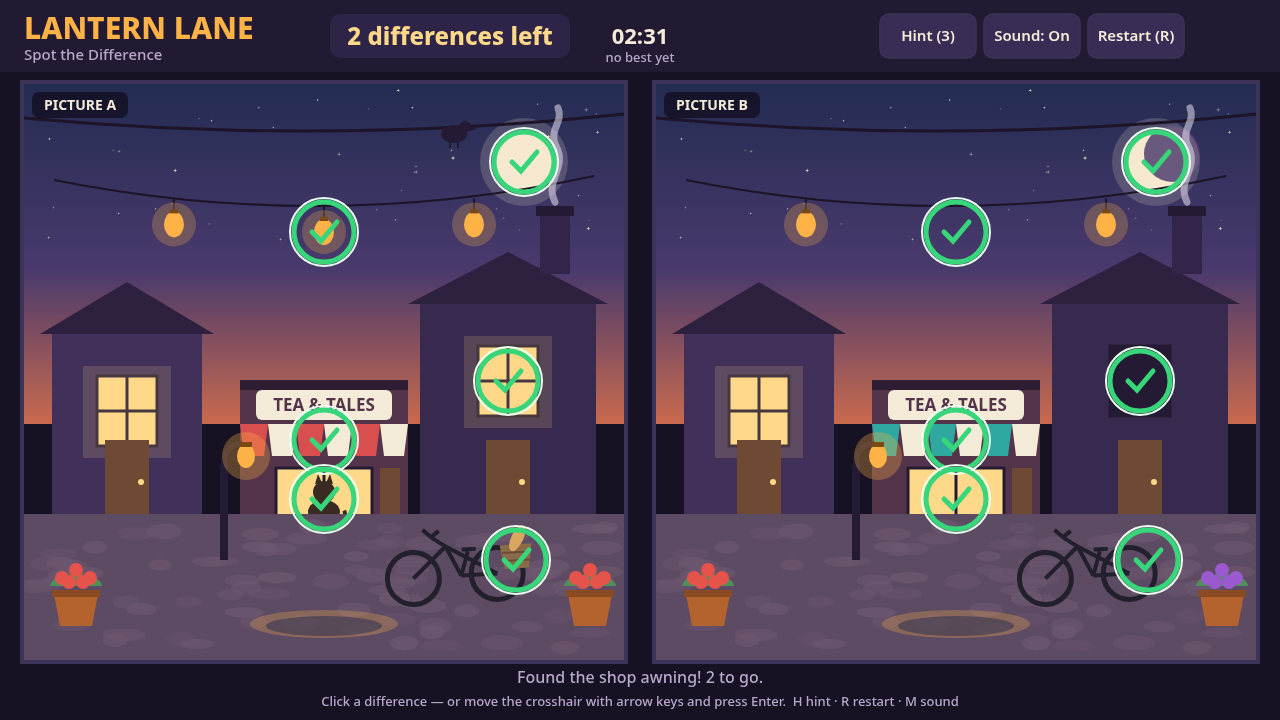 LANTERN LANE
Spot the Difference
2 differences left
02:31
no best yet
Hint (3)
Sound: On
Restart (R)
PICTURE A
PICTURE B
TEA & TALES
TEA & TALES
Found the shop awning! 2 to go.
Click a difference — or move the crosshair with arrow keys and press Enter. H hint · R restart · M sound